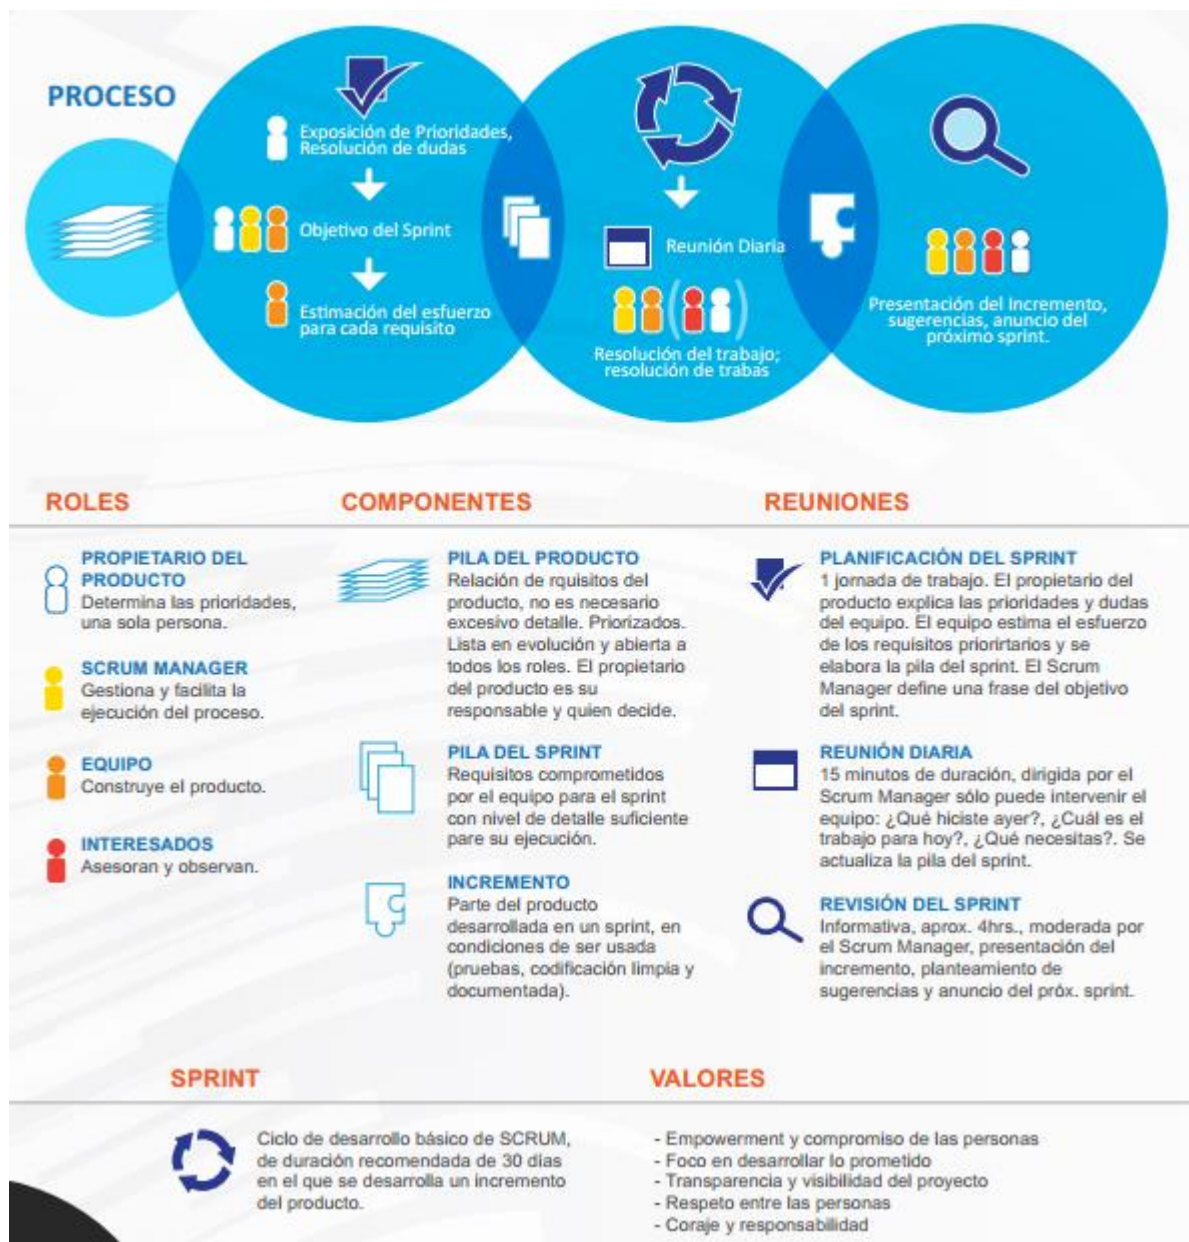 PROCESO
Exposición de Prioridades,
Resolución de dudas
Objetivo del Sprint
Estimación del esfuerzo
para cada requisito
Reunión Diaria
Resolución del trabajo;
resolución de trabas
Presentación del Incremento,
sugerencias, anuncio del
próximo sprint.
ROLES
PROPIETARIO DEL
PRODUCTO
Determina las prioridades,
una sola persona.
SCRUM MANAGER
Gestiona y facilita la
ejecución del proceso.
EQUIPO
Construye el producto.
INTERESADOS
Asesoran y observan.
COMPONENTES
PILA DEL PRODUCTO
Relación de rquisitos del
producto, no es necesario
excesivo detalle. Priorizados.
Lista en evolución y abierta a
todos los roles. El propietario
del producto es su
responsable y quien decide.
PILA DEL SPRINT
Requisitos comprometidos
por el equipo para el sprint
con nivel de detalle suficiente
pare su ejecución.
INCREMENTO
Parte del producto
desarrollada en un sprint, en
condiciones de ser usada
(pruebas, codificación limpia y
documentada).
REUNIONES
PLANIFICACIÓN DEL SPRINT
1 jornada de trabajo. El propietario del
producto explica las prioridades y dudas
del equipo. El equipo estima el esfuerzo
de los requisitos priorirtarios y se
elabora la pila del sprint. El Scrum
Manager define una frase del objetivo
del sprint.
REUNIÓN DIARIA
15 minutos de duración, dirigida por el
Scrum Manager sólo puede intervenir el
equipo: ¿Qué hiciste ayer?, ¿Cuál es el
trabajo para hoy?, ¿Qué necesitas?. Se
actualiza la pila del sprint.
REVISIÓN DEL SPRINT
Informativa, aprox. 4hrs., moderada por
el Scrum Manager, presentación del
incremento, planteamiento de
sugerencias y anuncio del próx. sprint.
SPRINT
Ciclo de desarrollo básico de SCRUM,
de duración recomendada de 30 días
en el que se desarrolla un incremento
del producto.
VALORES
- Empowerment y compromiso de las personas
- Foco en desarrollar lo prometido
- Transparencia y visibilidad del proyecto
- Respeto entre las personas
- Coraje y responsabilidad